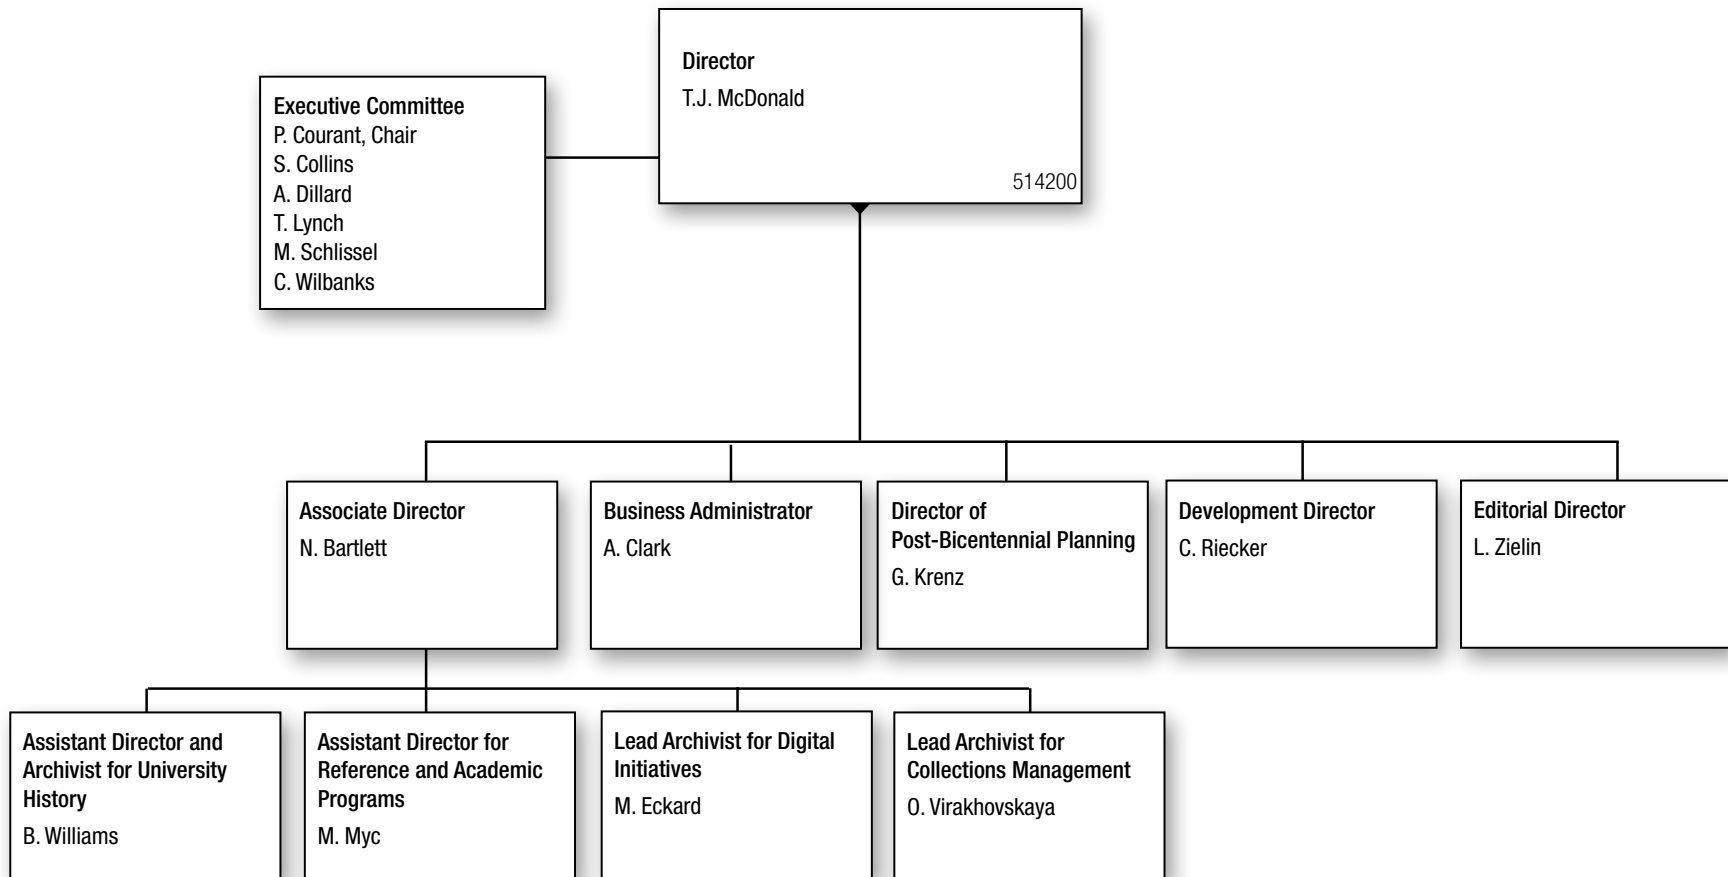 Director
T.J. McDonald
514200
Executive Committee
P. Courant, Chair
S. Collins
A. Dillard
T. Lynch
M. Schlissel
C. Wilbanks
Associate Director
N. Bartlett
Business Administrator
A. Clark
Director of
Post-Bicentennial Planning
G. Krenz
Development Director
C. Riecker
Editorial Director
L. Zielin
Assistant Director and
Archivist for University
History
B. Williams
Assistant Director for
Reference and Academic
Programs
M. Myc
Lead Archivist for Digital
Initiatives
M. Eckard
Lead Archivist for
Collections Management
O. Virakhovskaya